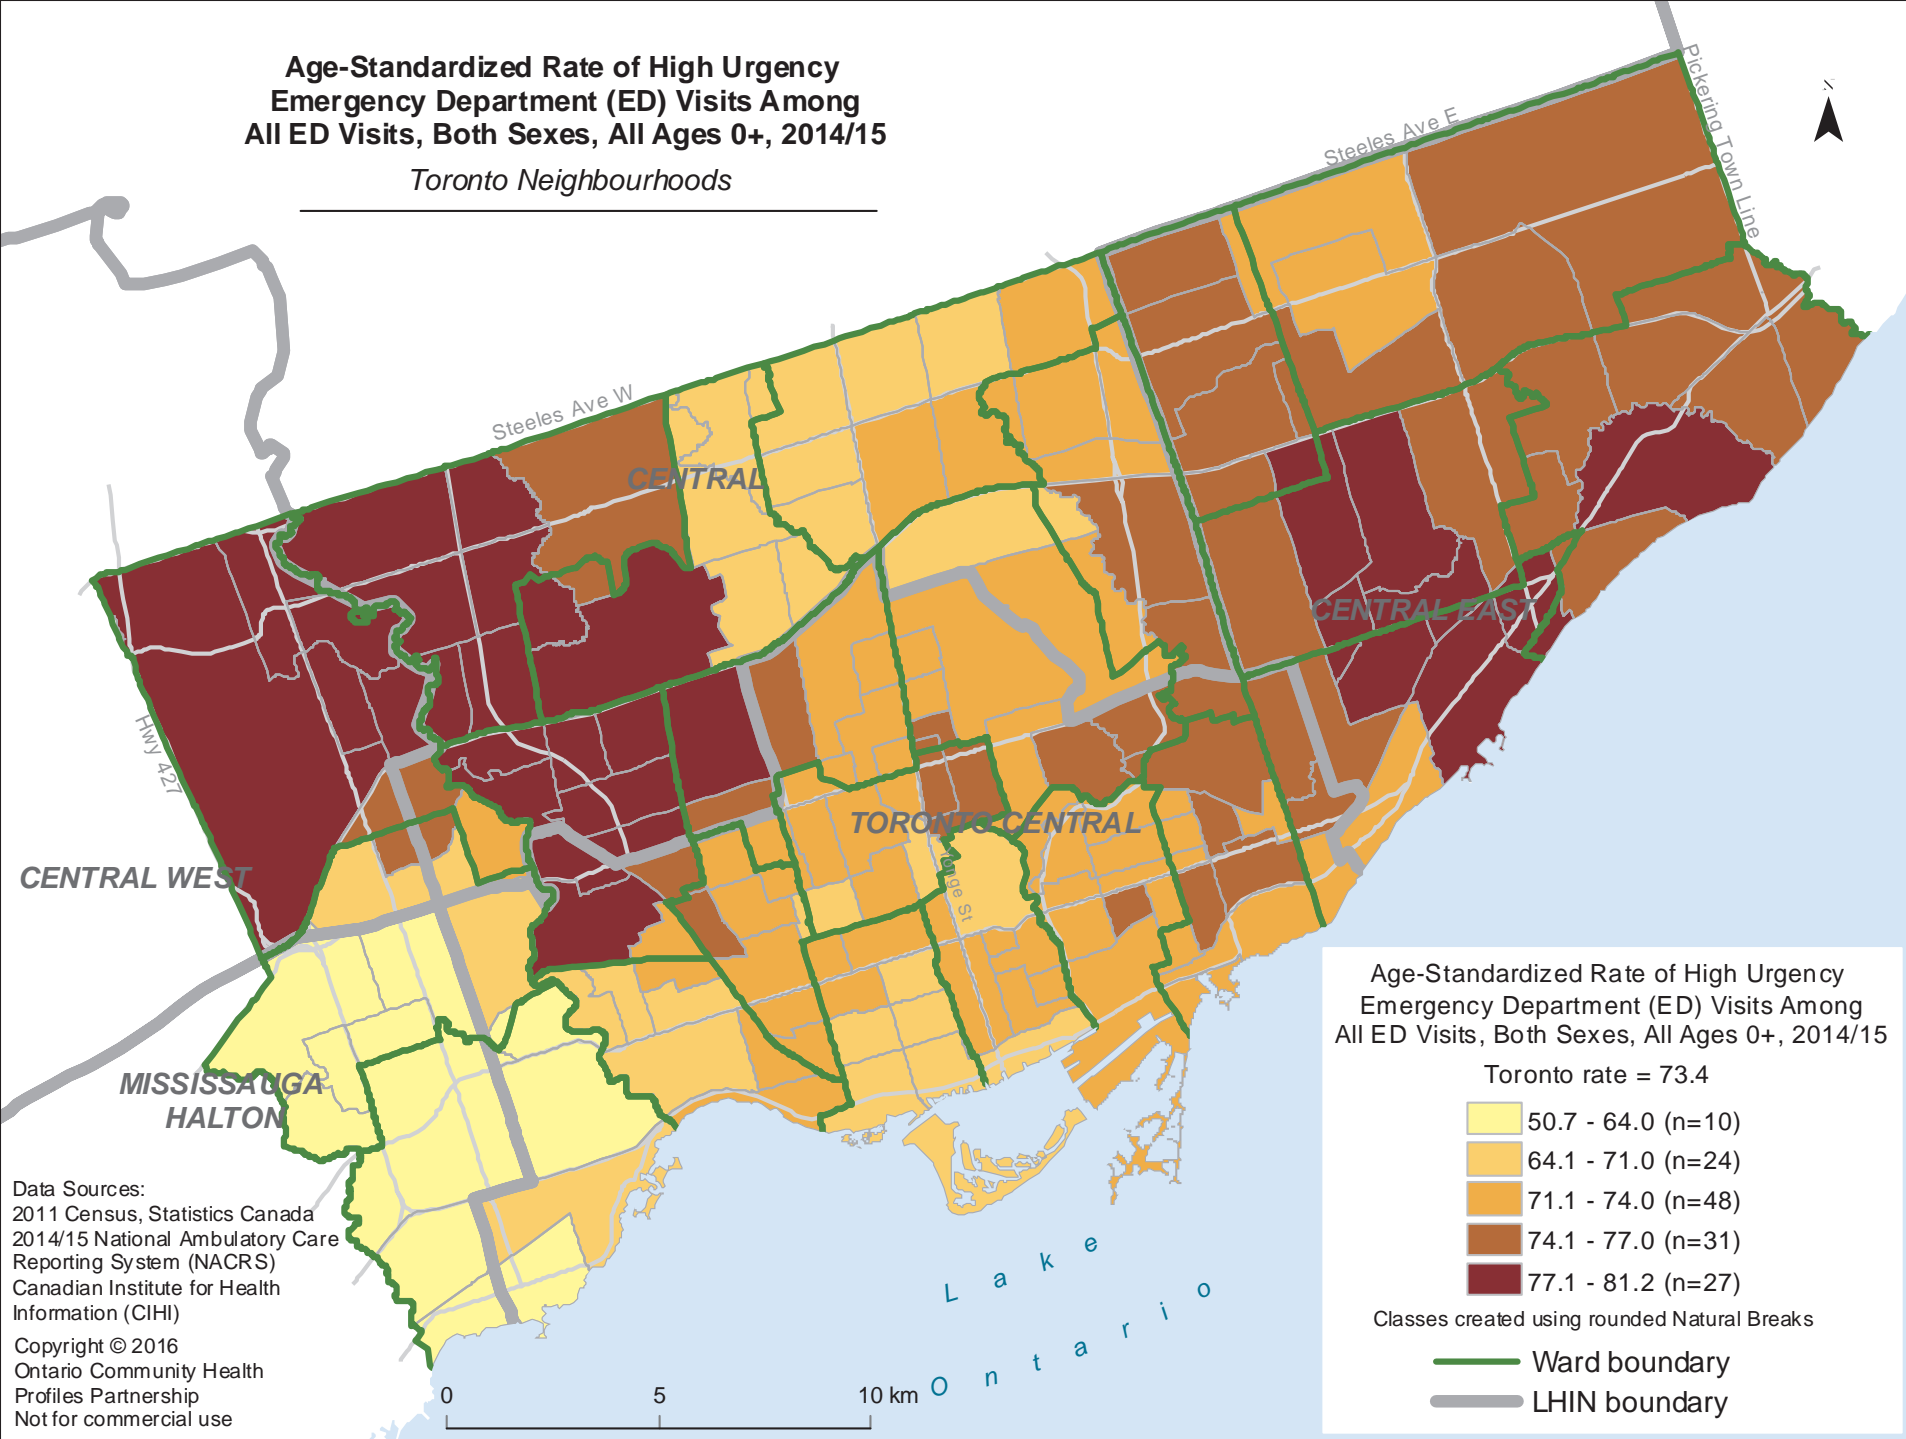 Age-Standardized Rate of High Urgency
Emergency Department (ED) Visits Among
All ED Visits, Both Sexes, All Ages 0+, 2014/15
Toronto Neighbourhoods
N
Pickering Town Line
Steeles Ave E
Steeles Ave W
CENTRAL
CENTRAL EAST
Hwy 427
TORONTO CENTRAL
Yonge St
CENTRAL WEST
MISSISSAUGA
HALTON
Lake
Ontario
Data Sources:
2011 Census, Statistics Canada
2014/15 National Ambulatory Care
Reporting System (NACRS)
Canadian Institute for Health
Information (CIHI)
Copyright © 2016
Ontario Community Health
Profiles Partnership
Not for commercial use
0 5 10 km
Age-Standardized Rate of High Urgency
Emergency Department (ED) Visits Among
All ED Visits, Both Sexes, All Ages 0+, 2014/15
Toronto rate = 73.4
50.7 - 64.0 (n=10)
64.1 - 71.0 (n=24)
71.1 - 74.0 (n=48)
74.1 - 77.0 (n=31)
77.1 - 81.2 (n=27)
Classes created using rounded Natural Breaks
Ward boundary
LHIN boundary